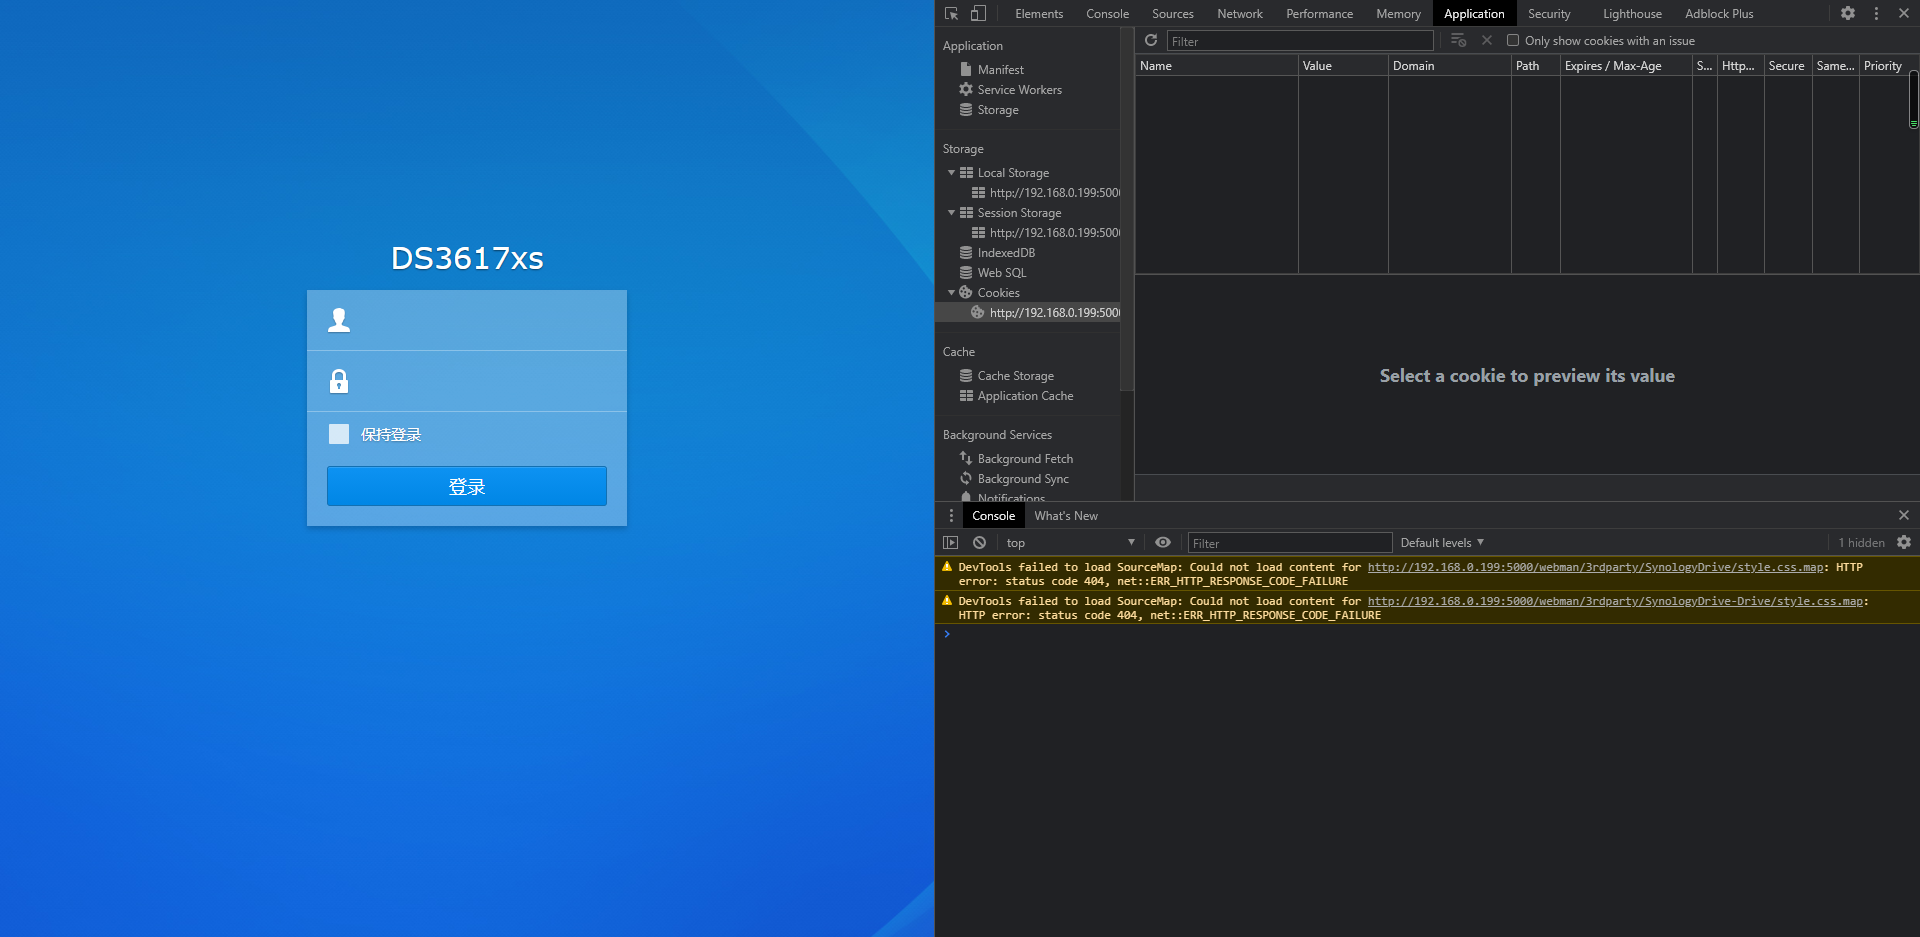 DS3617xs
保持登录
登录
Elements Console Sources Network Performance Memory Application Security Lighthouse Adblock Plus
Application
Manifest
Service Workers
Storage
Storage
Local Storage
http://192.168.0.199:500
Session Storage
http://192.168.0.199:500
IndexedDB
Web SQL
Cookies
http://192.168.0.199:500
Cache
Cache Storage
Application Cache
Background Services
Background Fetch
Background Sync
Notifications
Filter
Only show cookies with an issue
Name Value Domain Path Expires / Max-Age S... Http... Secure Same... Priority
Select a cookie to preview its value
Console What's New
top Filter Default levels 1 hidden
DevTools failed to load SourceMap: Could not load content for http://192.168.0.199:5000/webman/3rdparty/SynologyDrive/style.css.map: HTTP
error: status code 404, net::ERR_HTTP_RESPONSE_CODE_FAILURE
DevTools failed to load SourceMap: Could not load content for http://192.168.0.199:5000/webman/3rdparty/SynologyDrive-Drive/style.css.map:
HTTP error: status code 404, net::ERR_HTTP_RESPONSE_CODE_FAILURE